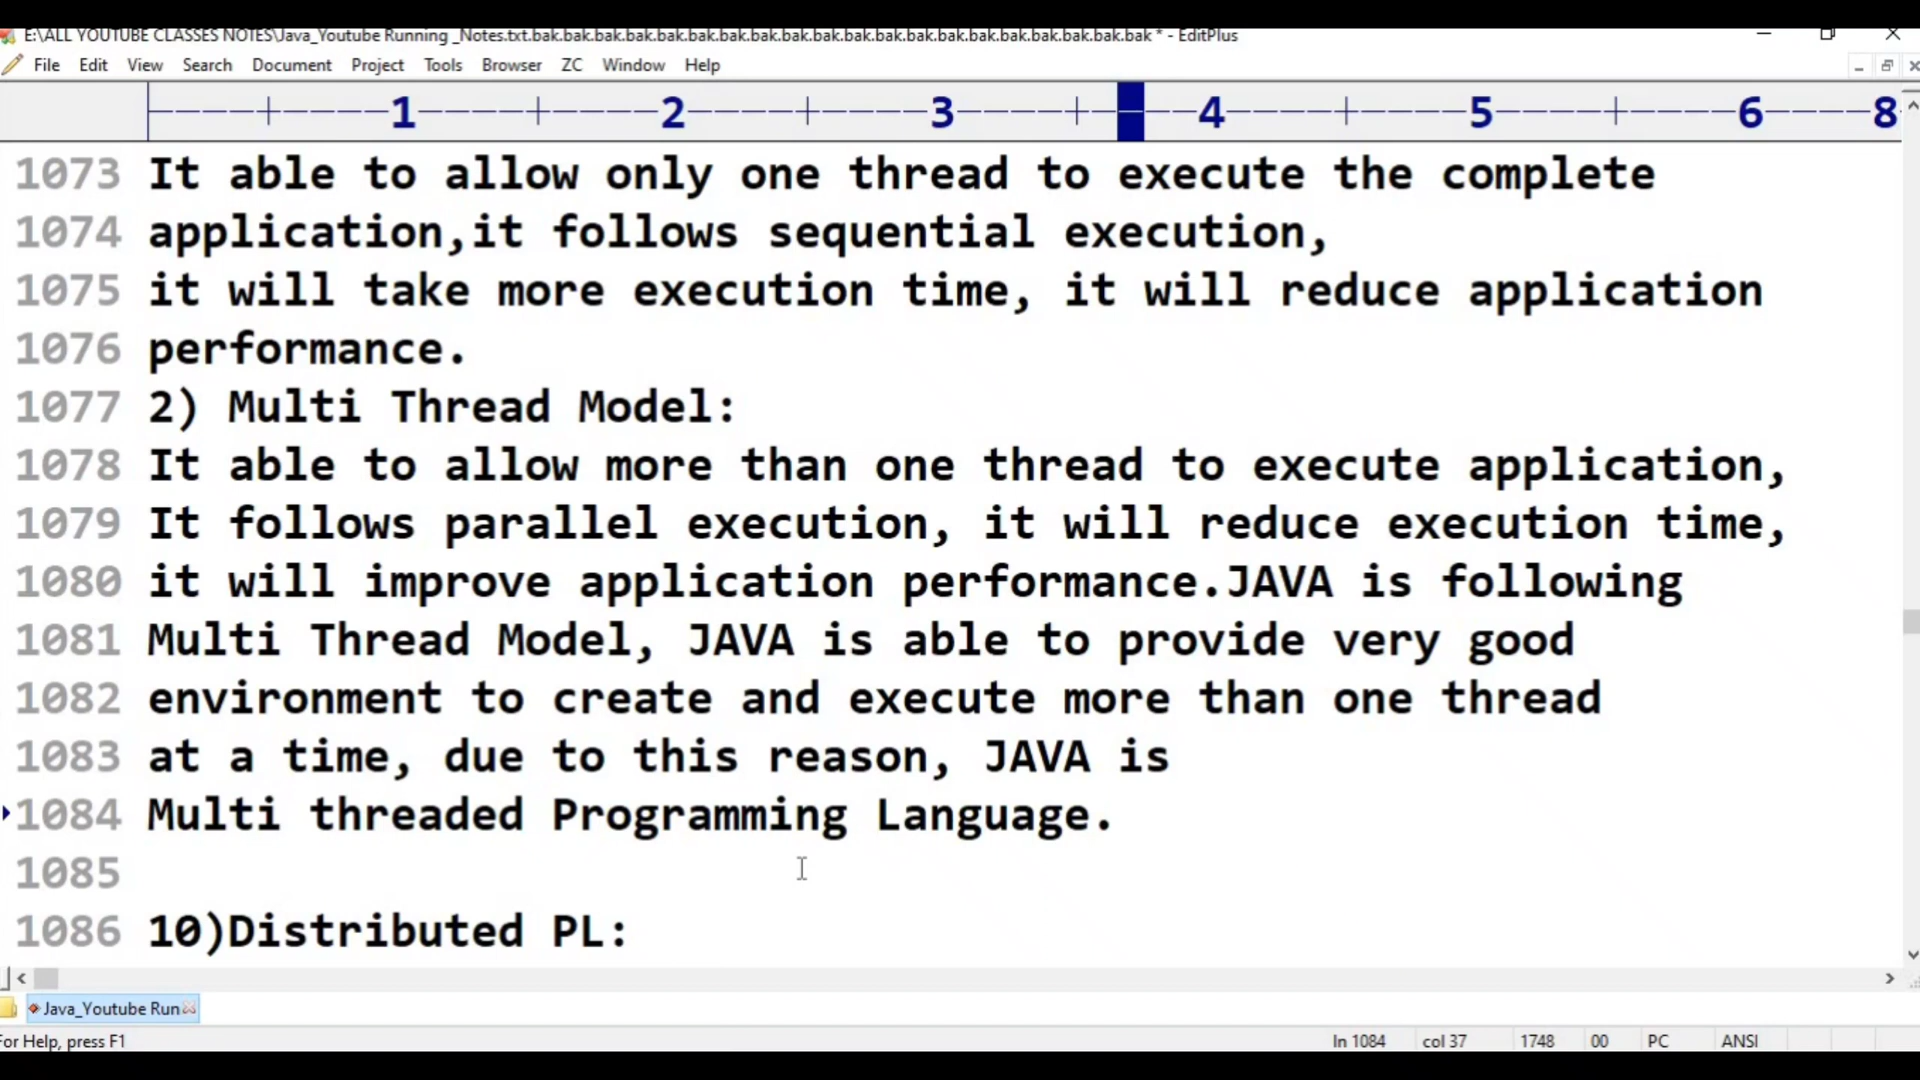 E:\ALL YOUTUBE CLASSES NOTES\Java_Youtube Running _Notes.txt.bak.bak.bak.bak.bak.bak.bak.bak.bak.bak.bak.bak.bak.bak.bak.bak.bak.bak.bak.bak * - EditPlus
File Edit View Search Document Project Tools Browser ZC Window Help
1 2 3 4 5 6 8
1073 It able to allow only one thread to execute the complete
1074 application,it follows sequential execution,
1075 it will take more execution time, it will reduce application
1076 performance.
1077 2) Multi Thread Model:
1078 It able to allow more than one thread to execute application,
1079 It follows parallel execution, it will reduce execution time,
1080 it will improve application performance.JAVA is following
1081 Multi Thread Model, JAVA is able to provide very good
1082 environment to create and execute more than one thread
1083 at a time, due to this reason, JAVA is
1084 Multi threaded Programming Language.
1085
1086 10)Distributed PL:
Java_Youtube Run
For Help, press F1 ln 1084 col 37 1748 00 PC ANSI